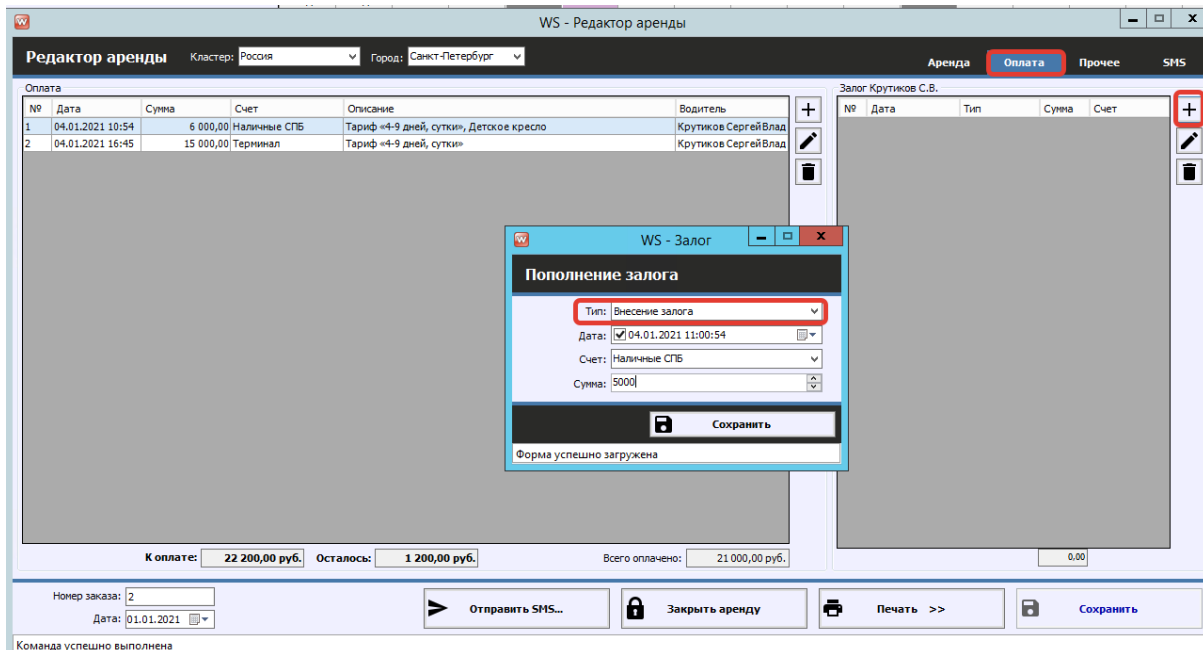 WS - Редактор аренды
Редактор аренды Кластер: Россия Город: Санкт-Петербург Аренда Оплата Прочее SMS
Оплата
№ Дата Сумма Счет Описание Водитель
1 04.01.2021 10:54 6 000,00 Наличные СПБ Тариф «4-9 дней, сутки», Детское кресло Крутиков Сергей Влад
2 04.01.2021 16:45 15 000,00 Терминал Тариф «4-9 дней, сутки» Крутиков Сергей Влад
Залог Крутиков С.В.
№ Дата Тип Сумма Счет
WS - Залог
Пополнение залога
Тип: Внесение залога
Дата: 04.01.2021 11:00:54
Счет: Наличные СПБ
Сумма: 5000
Сохранить
Форма успешно загружена
К оплате: 22 200,00 руб. Осталось: 1 200,00 руб. Всего оплачено: 21 000,00 руб. 0,00
Номер заказа: 2
Дата: 01.01.2021
Отправить SMS... Закрыть аренду Печать >> Сохранить
Команда успешно выполнена